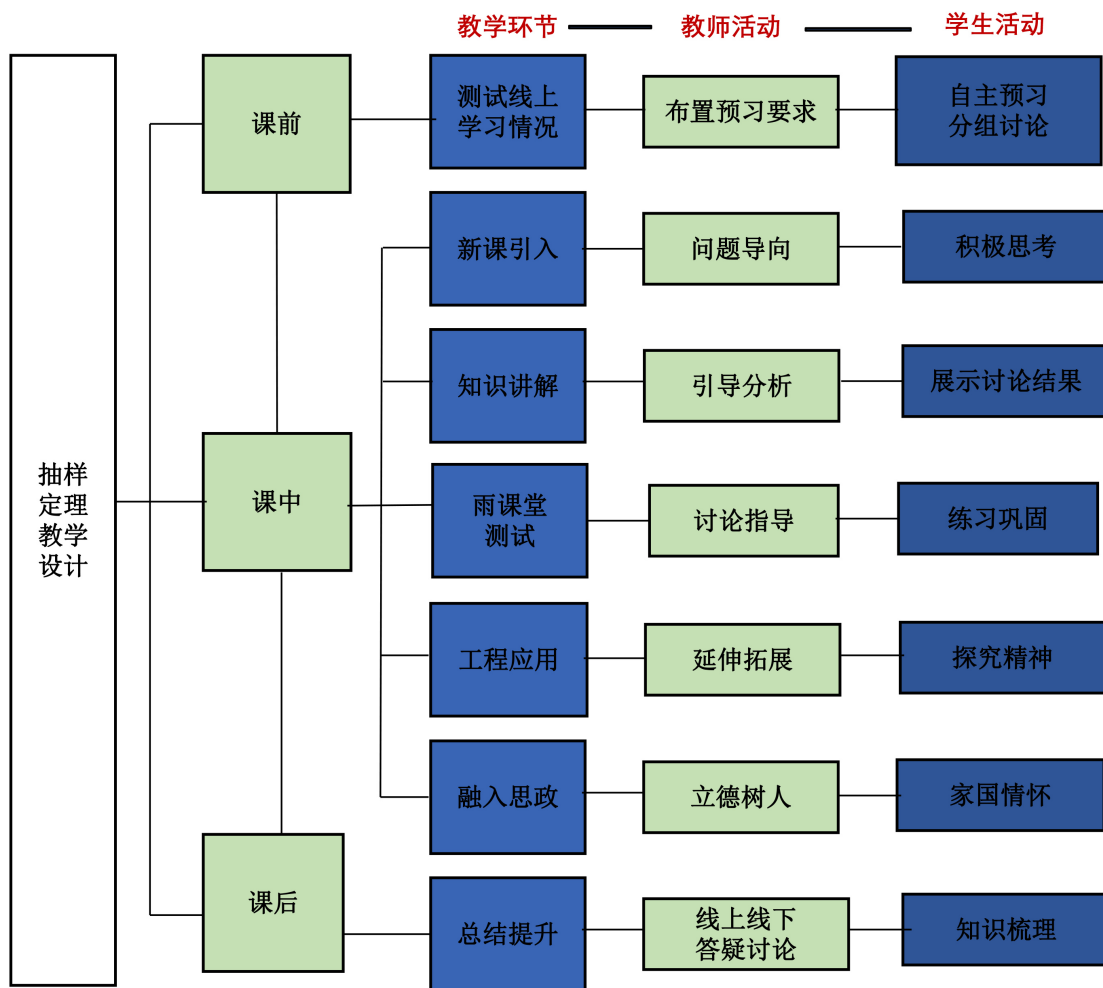 教学环节
教师活动
学生活动
抽样
定理
教学
设计
课前
测试线上
学习情况
布置预习要求
自主预习
分组讨论
课中
新课引入
问题导向
积极思考
知识讲解
引导分析
展示讨论结果
雨课堂
测试
讨论指导
练习巩固
工程应用
延伸拓展
探究精神
融入思政
立德树人
家国情怀
课后
总结提升
线上线下
答疑讨论
知识梳理